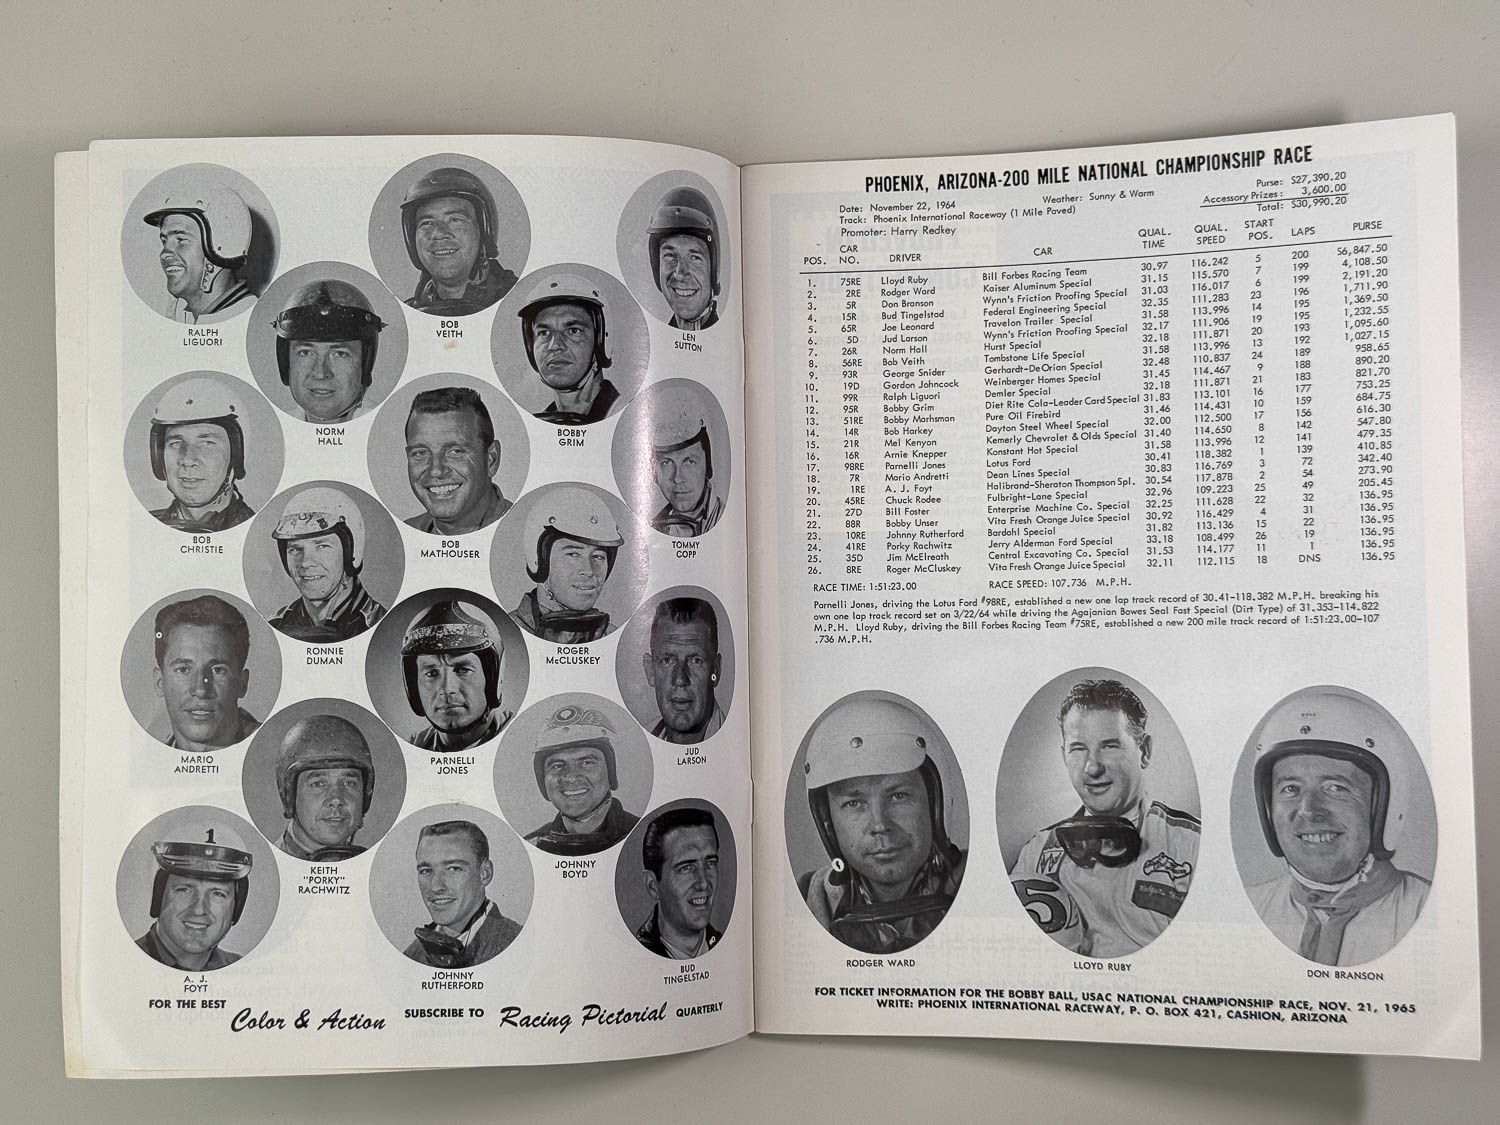 RALPH
LIGUORI
BOB
VEITH
LEN
SUTTON
NORM
HALL
BOBBY
GRIM
BOB
CHRISTIE
BOB
MATHOUSER
TOMMY
COPP
RONNIE
DUMAN
ROGER
McCLUSKEY
MARIO
ANDRETTI
PARNELLI
JONES
JUD
LARSON
KEITH
"PORKY"
RACHWITZ
JOHNNY
BOYD
1
A. J.
FOYT
JOHNNY
RUTHERFORD
BUD
TINGELSTAD
FOR THE BEST Color & Action SUBSCRIBE TO Racing Pictorial QUARTERLY
PHOENIX, ARIZONA-200 MILE NATIONAL CHAMPIONSHIP RACE
Date: November 22, 1964 Weather: Sunny & Warm Purse: $27,390.20
Track: Phoenix International Raceway (1 Mile Paved) Accessory Prizes: 3,600.00
Promoter: Harry Redkey Total: $30,990.20
POS. CAR NO. DRIVER CAR QUAL. TIME QUAL. SPEED START POS. LAPS PURSE
1. 75RE Lloyd Ruby Bill Forbes Racing Team 30.97 116.242 5 200 $6,847.50
2. 2RE Rodger Ward Kaiser Aluminum Special 31.15 115.570 7 199 4,108.50
3. 5R Don Branson Wynn's Friction Proofing Special 31.03 116.017 6 199 2,191.20
4. 15R Bud Tingelstad Federal Engineering Special 32.35 111.283 23 196 1,711.90
5. 65R Joe Leonard Travelon Trailer Special 31.58 113.996 14 195 1,369.50
6. 5D Jud Larson Wynn's Friction Proofing Special 32.17 111.906 19 195 1,232.55
7. 26R Norm Hall Hurst Special 32.18 111.871 20 193 1,095.60
8. 56RE Bob Veith Tombstone Life Special 31.58 113.996 13 192 1,027.15
9. 93R George Snider Gerhardt-DeOrian Special 32.48 110.837 24 189 958.65
10. 19D Gordon Johncock Weinberger Homes Special 31.45 114.467 9 188 890.20
11. 99R Ralph Liguori Demler Special 32.18 111.871 21 183 821.70
12. 95R Bobby Grim Diet Rite Cola-Leader Card Special 31.83 113.101 16 177 753.25
13. 51RE Bobby Marhsman Pure Oil Firebird 31.46 114.431 10 159 684.75
14. 14R Bob Harkey Dayton Steel Wheel Special 32.00 112.500 17 156 616.30
15. 21R Mel Kenyon Kemerly Chevrolet & Olds Special 31.40 114.650 8 142 547.80
16. 16R Arnie Knepper Konstant Hot Special 31.58 113.996 12 141 479.35
17. 98RE Parnelli Jones Lotus Ford 30.41 118.382 1 139 410.85
18. 7R Mario Andretti Dean Lines Special 30.83 116.769 3 72 342.40
19. 1RE A. J. Foyt Halibrand-Sheraton Thompson Spl. 30.54 117.878 2 54 273.90
20. 45RE Chuck Rodee Fulbright-Lane Special 32.96 109.223 25 49 205.45
21. 27D Bill Foster Enterprise Machine Co. Special 32.25 111.628 22 32 136.95
22. 88R Bobby Unser Vita Fresh Orange Juice Special 30.92 116.429 4 31 136.95
23. 10RE Johnny Rutherford Bardahl Special 31.82 113.136 15 22 136.95
24. 41RE Porky Rachwitz Jerry Alderman Ford Special 33.18 108.499 26 19 136.95
25. 35D Jim McElreath Central Excavating Co. Special 31.53 114.177 11 1 136.95
26. 8RE Roger McCluskey Vita Fresh Orange Juice Special 32.11 112.115 18 DNS 136.95
RACE TIME: 1:51:23.00 RACE SPEED: 107.736 M.P.H.
Parnelli Jones, driving the Lotus Ford #98RE, established a new one lap track record of 30.41-118.382 M.P.H. breaking his
own one lap track record set on 3/22/64 while driving the Agajanian Bowes Seal Fast Special (Dirt Type) of 31.353-114.822
M.P.H. Lloyd Ruby, driving the Bill Forbes Racing Team #75RE, established a new 200 mile track record of 1:51:23.00-107
.736 M.P.H.
5
RODGER WARD
LLOYD RUBY
DON BRANSON
FOR TICKET INFORMATION FOR THE BOBBY BALL, USAC NATIONAL CHAMPIONSHIP RACE, NOV. 21, 1965
WRITE: PHOENIX INTERNATIONAL RACEWAY, P. O. BOX 421, CASHION, ARIZONA